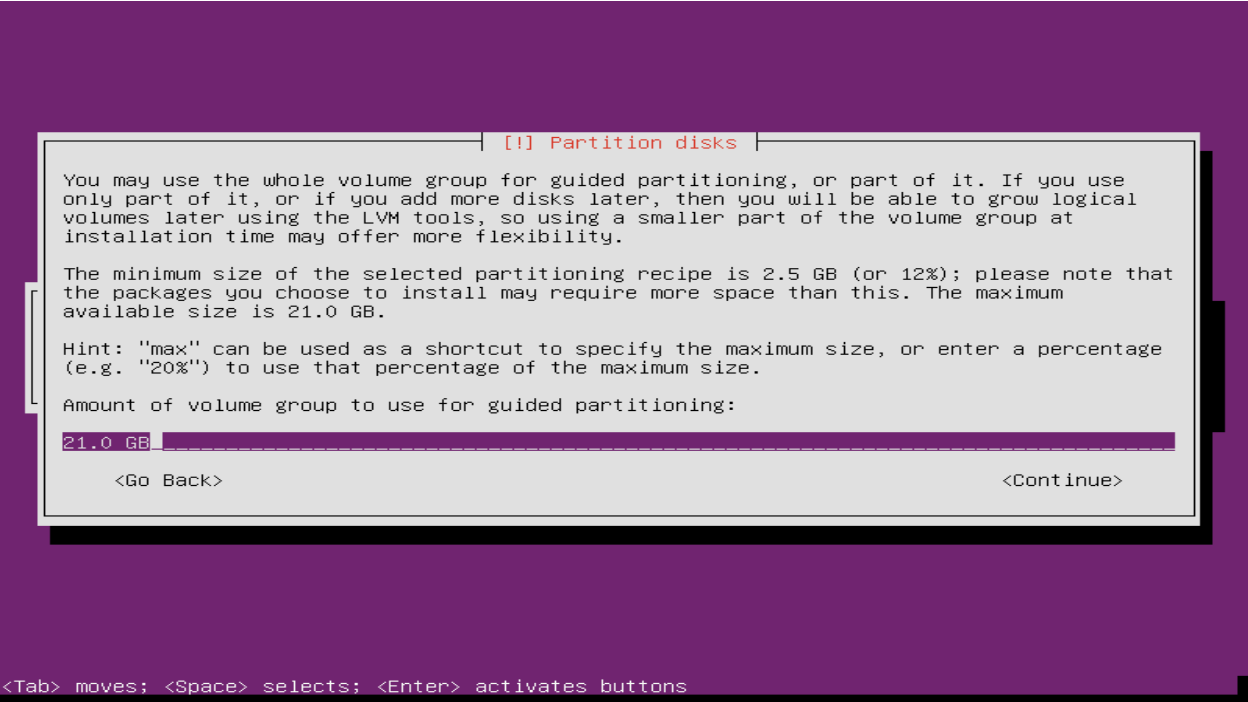 [!] Partition disks
You may use the whole volume group for guided partitioning, or part of it. If you use
only part of it, or if you add more disks later, then you will be able to grow logical
volumes later using the LVM tools, so using a smaller part of the volume group at
installation time may offer more flexibility.
The minimum size of the selected partitioning recipe is 2.5 GB (or 12%); please note that
the packages you choose to install may require more space than this. The maximum
available size is 21.0 GB.
Hint: "max" can be used as a shortcut to specify the maximum size, or enter a percentage
(e.g. "20%") to use that percentage of the maximum size.
Amount of volume group to use for guided partitioning:
21.0 GB
<Go Back> <Continue>
<Tab> moves; <Space> selects; <Enter> activates buttons